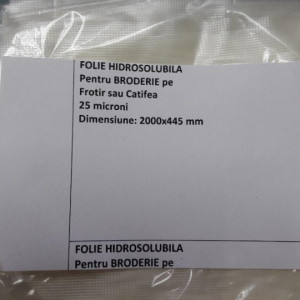 FOLIE HIDROSOLUBILA
Pentru BRODERIE pe
Frotir sau Catifea
25 microni
Dimensiune: 2000x445 mm
FOLIE HIDROSOLUBILA
Pentru BRODERIE pe